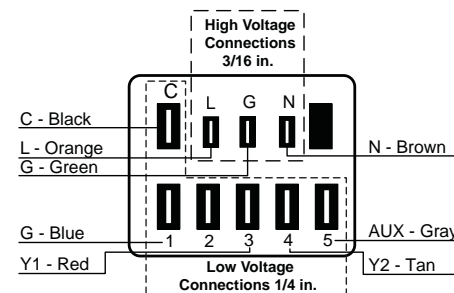 High Voltage
Connections
3/16 in.
C
L G N
C - Black
L - Orange
G - Green
N - Brown
G - Blue
Y1 - Red
1 2 3 4 5
AUX - Gray
Y2 - Tan
Low Voltage
Connections 1/4 in.